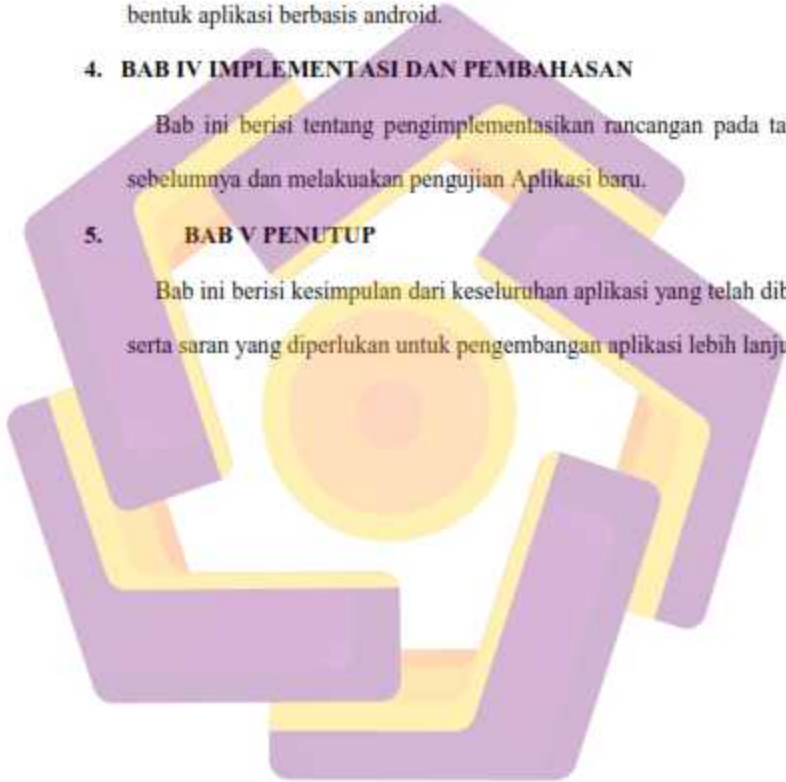 bentuk aplikasi berbasis android.
4. BAB IV IMPLEMENTASI DAN PEMBAHASAN
Bab ini berisi tentang pengimplementasikan rancangan pada ta
sebelumnya dan melakuakan pengujian Aplikasi baru.
5. BAB V PENUTUP
Bab ini berisi kesimpulan dari keseluruhan aplikasi yang telah dib
serta saran yang diperlukan untuk pengembangan aplikasi lebih lanju